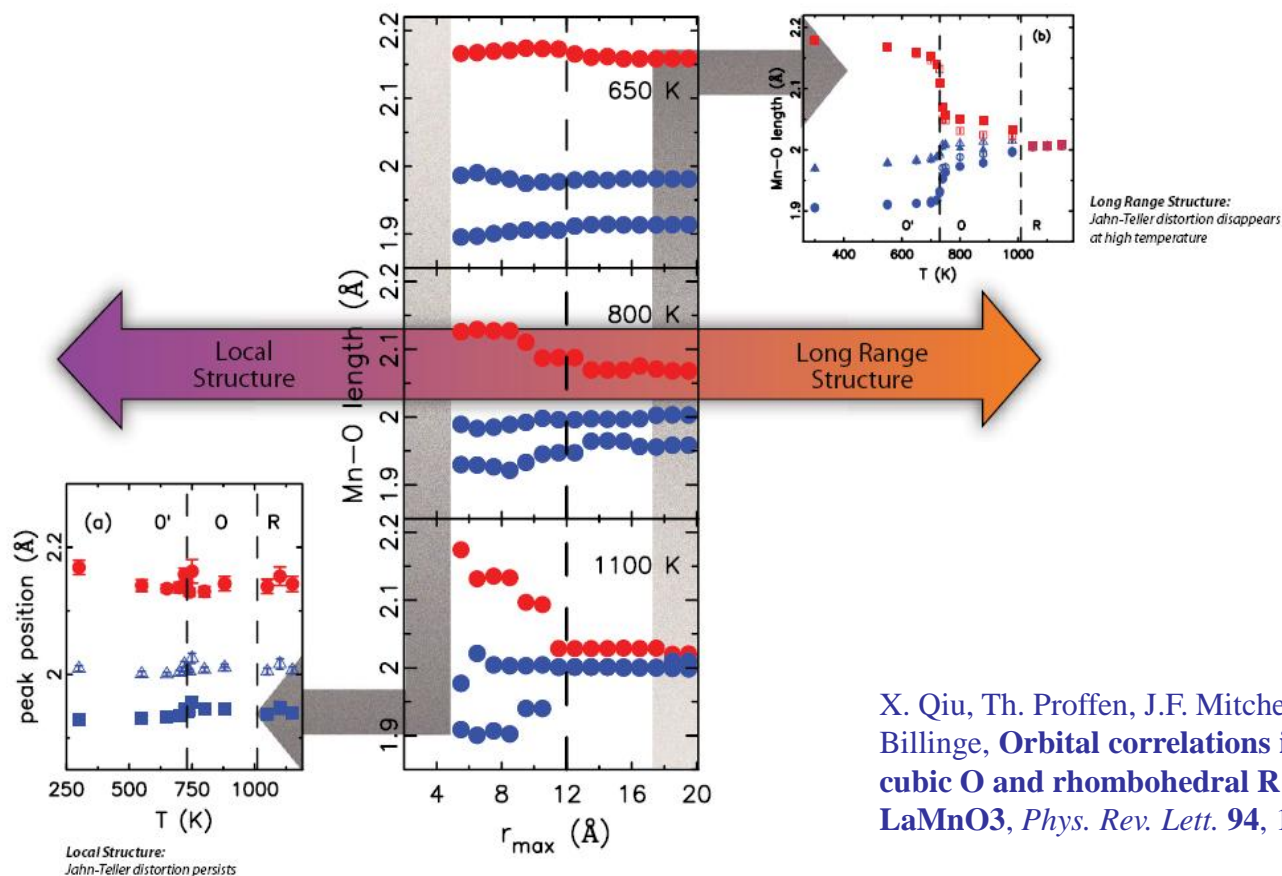 2.2
2.1
2
1.9
650 K
2.2
2.1
2
1.9
800 K
2.2
2.1
2
1.9
1100 K
Mn–O length (Å)
4 8 12 16 20
r_max (Å)
Local
Structure
Long Range
Structure
(b)
2.2
2.1
2
1.9
Mn–O length (Å)
O' O R
400 600 800 1000
T (K)
Long Range Structure:
Jahn-Teller distortion disappears
at high temperature
(a) O' O R
2.2
2
peak position (Å)
250 500 750 1000
T (K)
Local Structure:
Jahn-Teller distortion persists
X. Qiu, Th. Proffen, J.F. Mitche
Billinge, Orbital correlations i
cubic O and rhombohedral R
LaMnO3, Phys. Rev. Lett. 94, 1